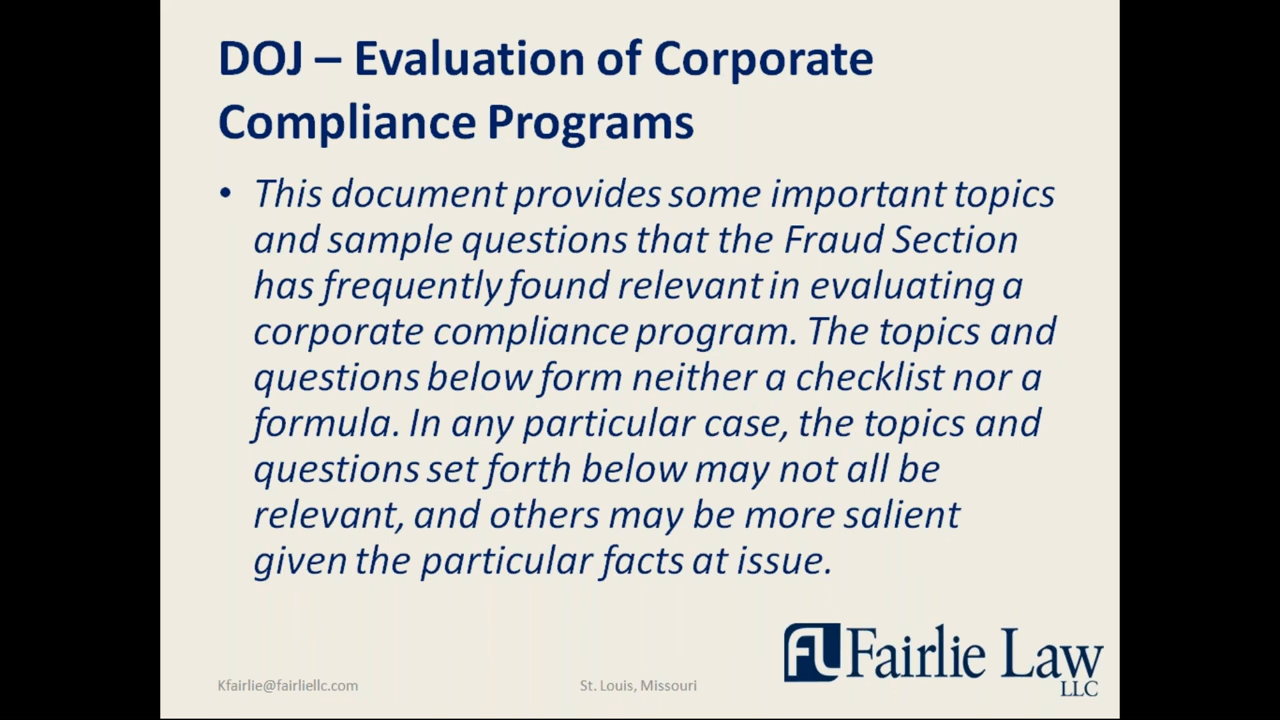 DOJ – Evaluation of Corporate
Compliance Programs
• This document provides some important topics
and sample questions that the Fraud Section
has frequently found relevant in evaluating a
corporate compliance program. The topics and
questions below form neither a checklist nor a
formula. In any particular case, the topics and
questions set forth below may not all be
relevant, and others may be more salient
given the particular facts at issue.
FL Fairlie Law
LLC
Kfairlie@fairliellc.com
St. Louis, Missouri